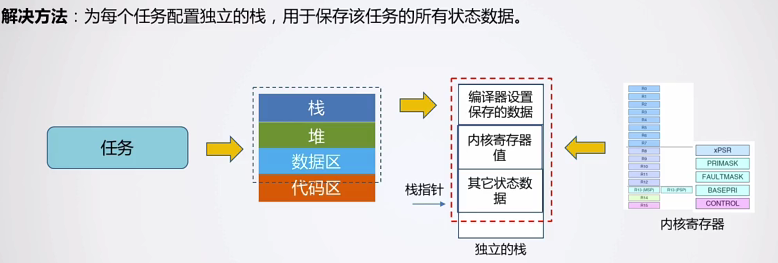 解决方法：为每个任务配置独立的栈，用于保存该任务的所有状态数据。
任务
栈
堆
数据区
代码区
编译器设置
保存的数据
内核寄存器
值
其它状态数
据
栈指针
独立的栈
R0
R1
R2
R3
R4
R5
R6
R7
R8
R9
R10
R11
R12
R13 (MSP)
R13 (PSP)
R14
R15
xPSR
PRIMASK
FAULTMASK
BASEPRI
CONTROL
内核寄存器